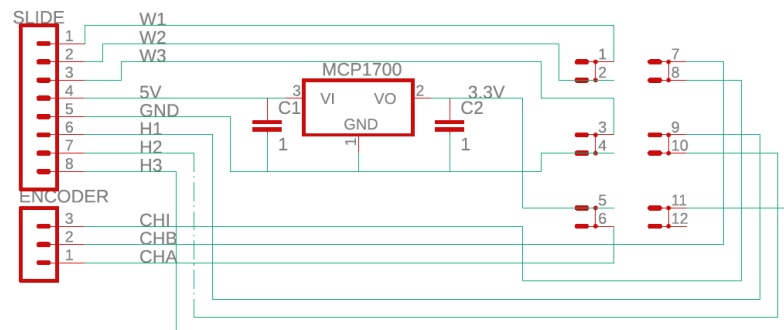 SLIDE
1 W1
2 W2
3 W3
4 5V
5 GND
6 H1
7 H2
8 H3
ENCODER
3 CHI
2 CHB
1 CHA
MCP1700
3 VI VO 2
GND
1
C1
1
3.3V
C2
1
1 7
2 8
3 9
4 10
5 11
6 12